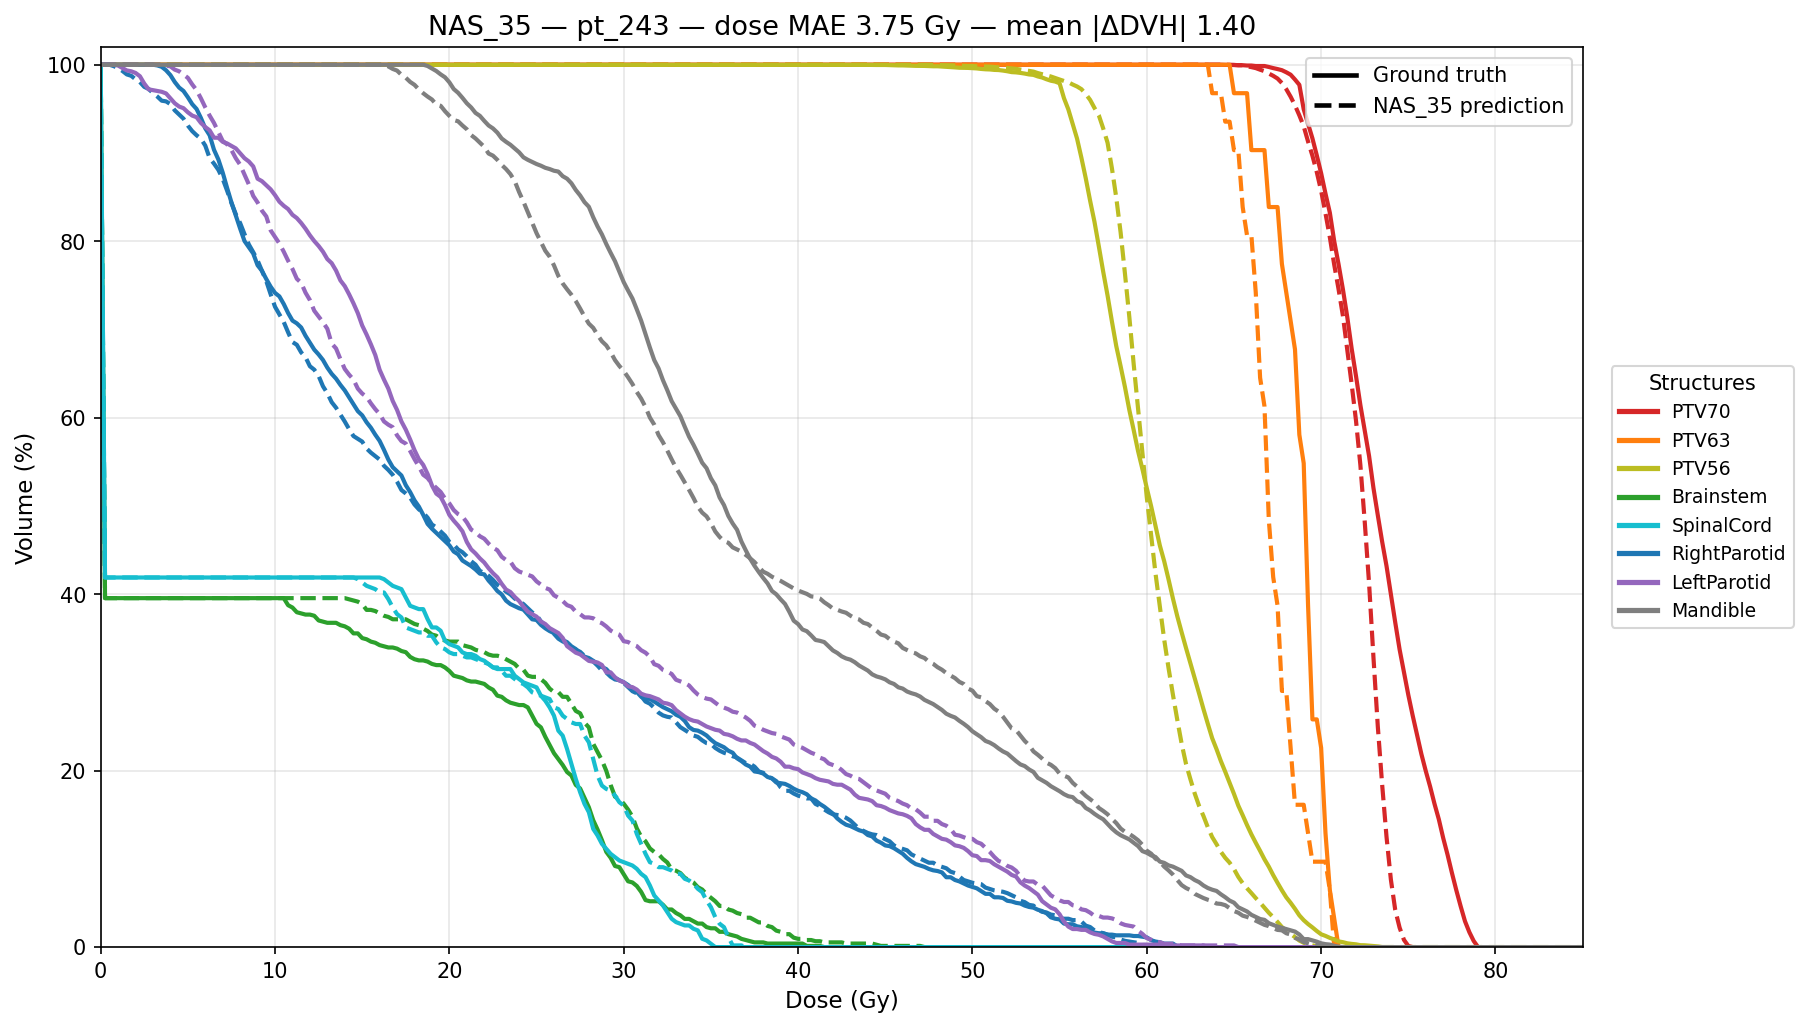 NAS_35 — pt_243 — dose MAE 3.75 Gy — mean |ΔDVH| 1.40
Ground truth
NAS_35 prediction
Volume (%)
100
80
60
40
20
0
0 10 20 30 40 50 60 70 80
Dose (Gy)
Structures
PTV70
PTV63
PTV56
Brainstem
SpinalCord
RightParotid
LeftParotid
Mandible